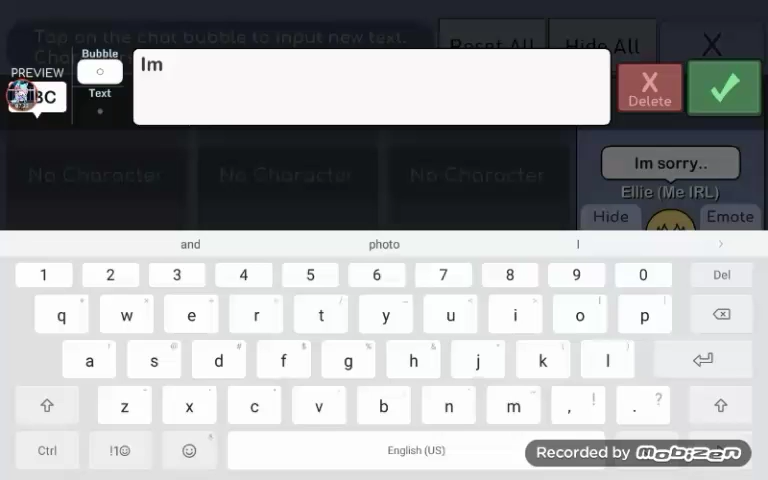 Tap on the chat bubble to input new text.
Reset All
Hide All
X
Bubble
PREVIEW
BC
Text
Im
X
Delete
No Character
No Character
No Character
Im sorry..
Ellie (Me IRL)
Hide
Emote
and
photo
I
1 2 3 4 5 6 7 8 9 0 Del
q w e r t y u i o p
a s d f g h j k l
z x c v b n m , ! . ?
Ctrl
!1☺
English (US)
Recorded by Mobizen